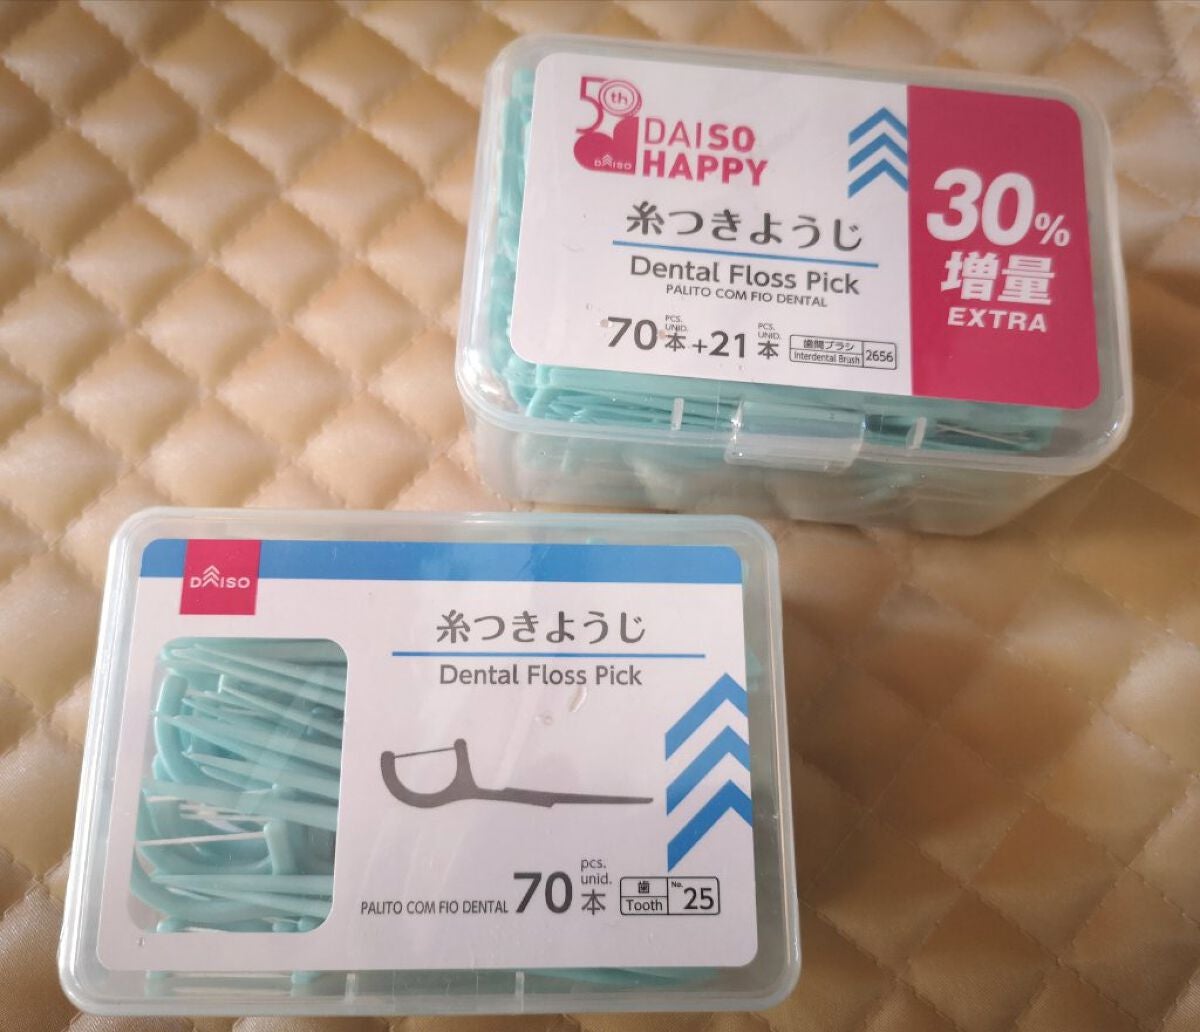 50th
DAISO
DAISO
HAPPY
糸つきようじ
Dental Floss Pick
PALITO COM FIO DENTAL
70 PCS. UNID. 本 +21 PCS. UNID. 本
歯間ブラシ
Interdental Brush
2656
30%
増量
EXTRA
DAISO
糸つきようじ
Dental Floss Pick
PALITO COM FIO DENTAL 70 pcs. unid. 本
歯
Tooth
No. 25